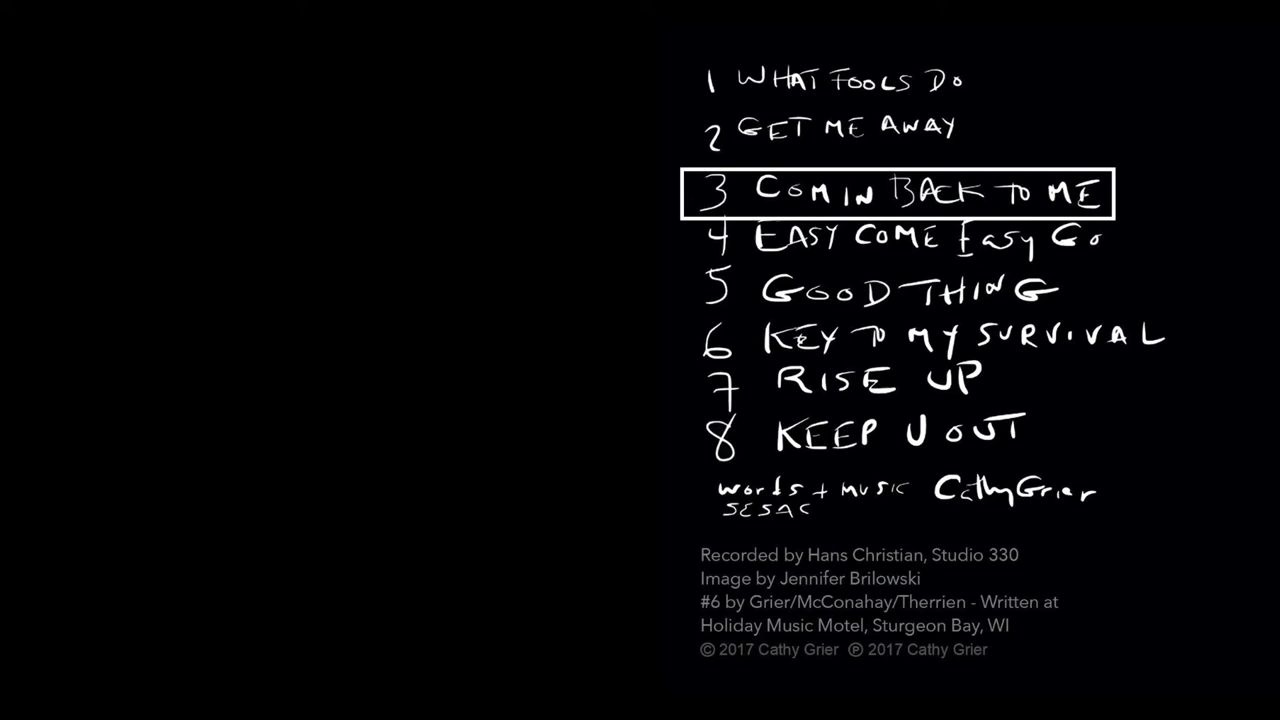 1 WHAT FOOLS DO
2 GET ME AWAY
3 COMIN BACK TO ME
4 EASY COME Easy Go
5 GOOD THING
6 KEY TO MY SURVIVAL
7 RISE UP
8 KEEP U OUT
words + music CathyGrier
SESAC
Recorded by Hans Christian, Studio 330
Image by Jennifer Brilowski
#6 by Grier/McConahay/Therrien - Written at
Holiday Music Motel, Sturgeon Bay, WI
© 2017 Cathy Grier ℗ 2017 Cathy Grier